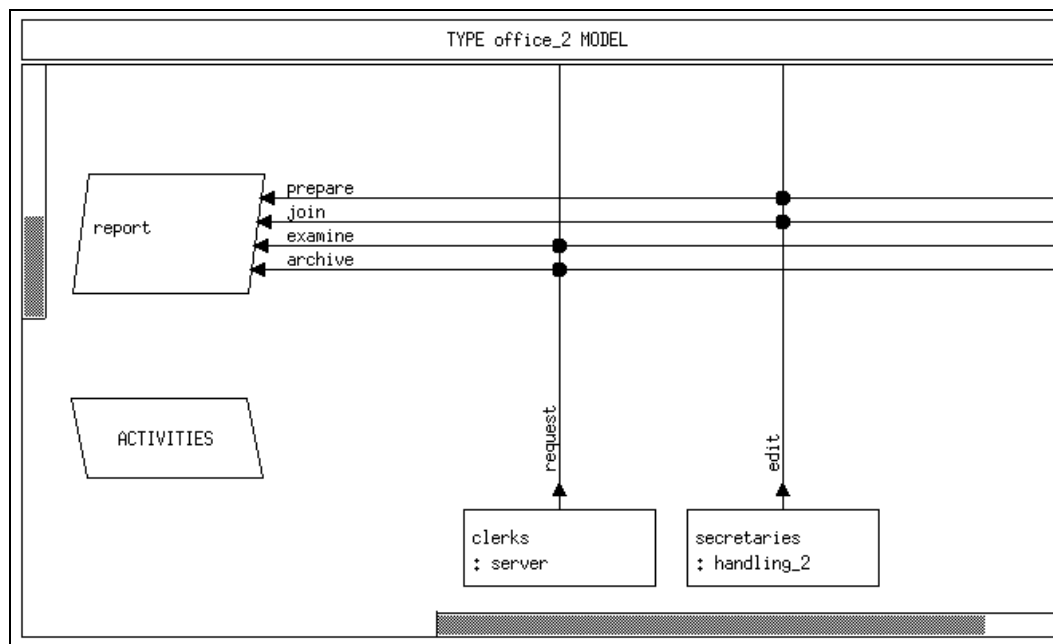 TYPE office_2 MODEL
prepare
join
report
examine
archive
ACTIVITIES
request
edit
clerks
: server
secretaries
: handling_2